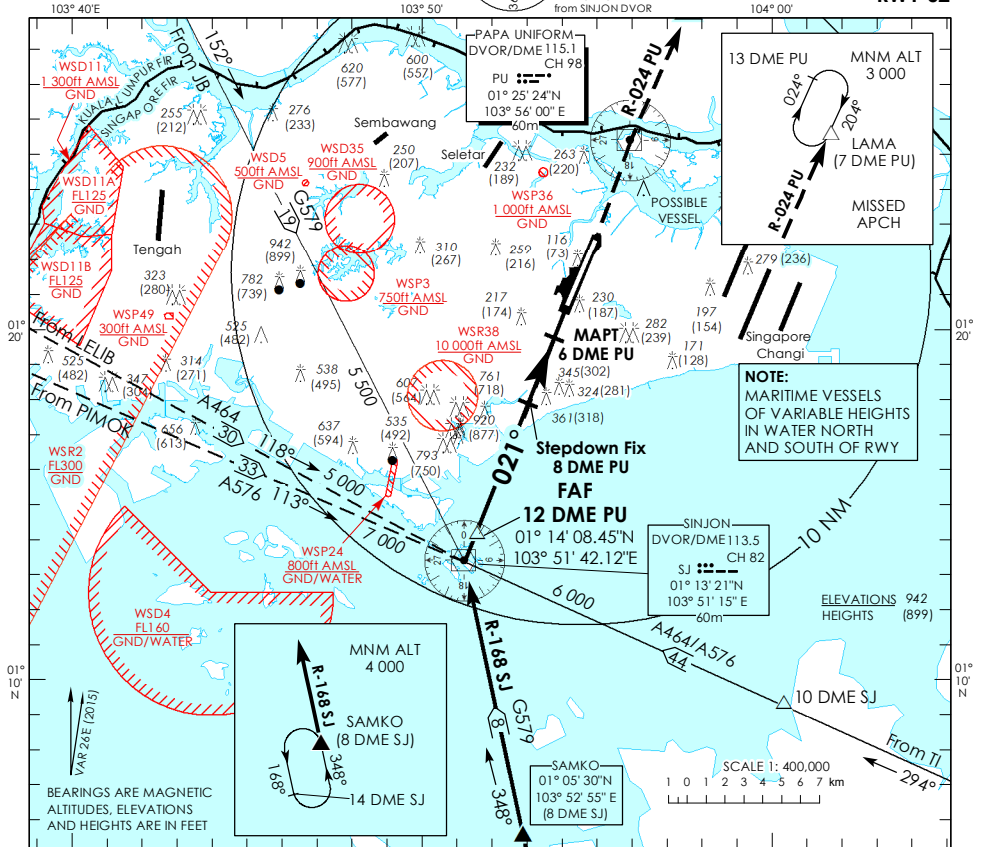 103° 40'E
103° 50'E
from SINJON DVOR
104° 00'E
RWY 02
PAPA UNIFORM
DVOR/DME 115.1
CH 98
PU
01° 25' 24"N
103° 56' 00" E
60m
13 DME PU
MNM ALT
3 000
024°
204°
LAMA
(7 DME PU)
R-024 PU
MISSED
APCH
WSD11
1 300ft AMSL
GND
KUALA LUMPUR FIR
SINGAPORE FIR
From JB
152°
255
(212)
276
(233)
620
(577)
600
(557)
Sembawang
250
(207)
Seletar
232
(189)
263
(220)
R-024 PU
POSSIBLE
VESSEL
WSD5
500ft AMSL
GND
WSD35
900ft AMSL
GND
WSP36
1 000ft AMSL
GND
WSD11A
FL125
GND
G579
19
Tengah
942
(899)
310
(267)
259
(216)
116
(73)
279 (236)
WSD11B
FL125
GND
323
(280)
782
(739)
WSP3
750ft AMSL
GND
217
(174)
230
(187)
197
(154)
WSP49
300ft AMSL
GND
525
(482)
WSR38
10 000ft AMSL
GND
MAPT
6 DME PU
282
(239)
171
(128)
Singapore
Changi
01°
20'
01°
20'
From LELIB
525
(482)
314
(271)
538
(495)
761
(718)
345(302)
324(281)
361(318)
5 500
From PIMOK
A464
30
118°
5 000
656
(613)
637
(594)
535
(492)
920
(877)
793
(750)
33
A576
113°
7 000
WSR2
FL300
GND
021°
Stepdown Fix
8 DME PU
FAF
12 DME PU
01° 14' 08.45"N
103° 51' 42.12"E
NOTE:
MARITIME VESSELS
OF VARIABLE HEIGHTS
IN WATER NORTH
AND SOUTH OF RWY
10 NM
WSP24
800ft AMSL
GND/WATER
SINJON
DVOR/DME 113.5
CH 82
SJ
01° 13' 21"N
103° 51' 15" E
60m
6 000
ELEVATIONS 942
HEIGHTS (899)
WSD4
FL160
GND/WATER
A464/A576
44
10 DME SJ
01°
10'
N
01°
10'
N
MNM ALT
4 000
R-168 SJ
SAMKO
(8 DME SJ)
168°
348°
14 DME SJ
R-168 SJ
G579
8
348°
SAMKO
01° 05' 30"N
103° 52' 55" E
(8 DME SJ)
From TI
294°
SCALE 1: 400,000
1 0 1 2 3 4 5 6 7 km
VAR 26E (2015)
BEARINGS ARE MAGNETIC
ALTITUDES, ELEVATIONS
AND HEIGHTS ARE IN FEET